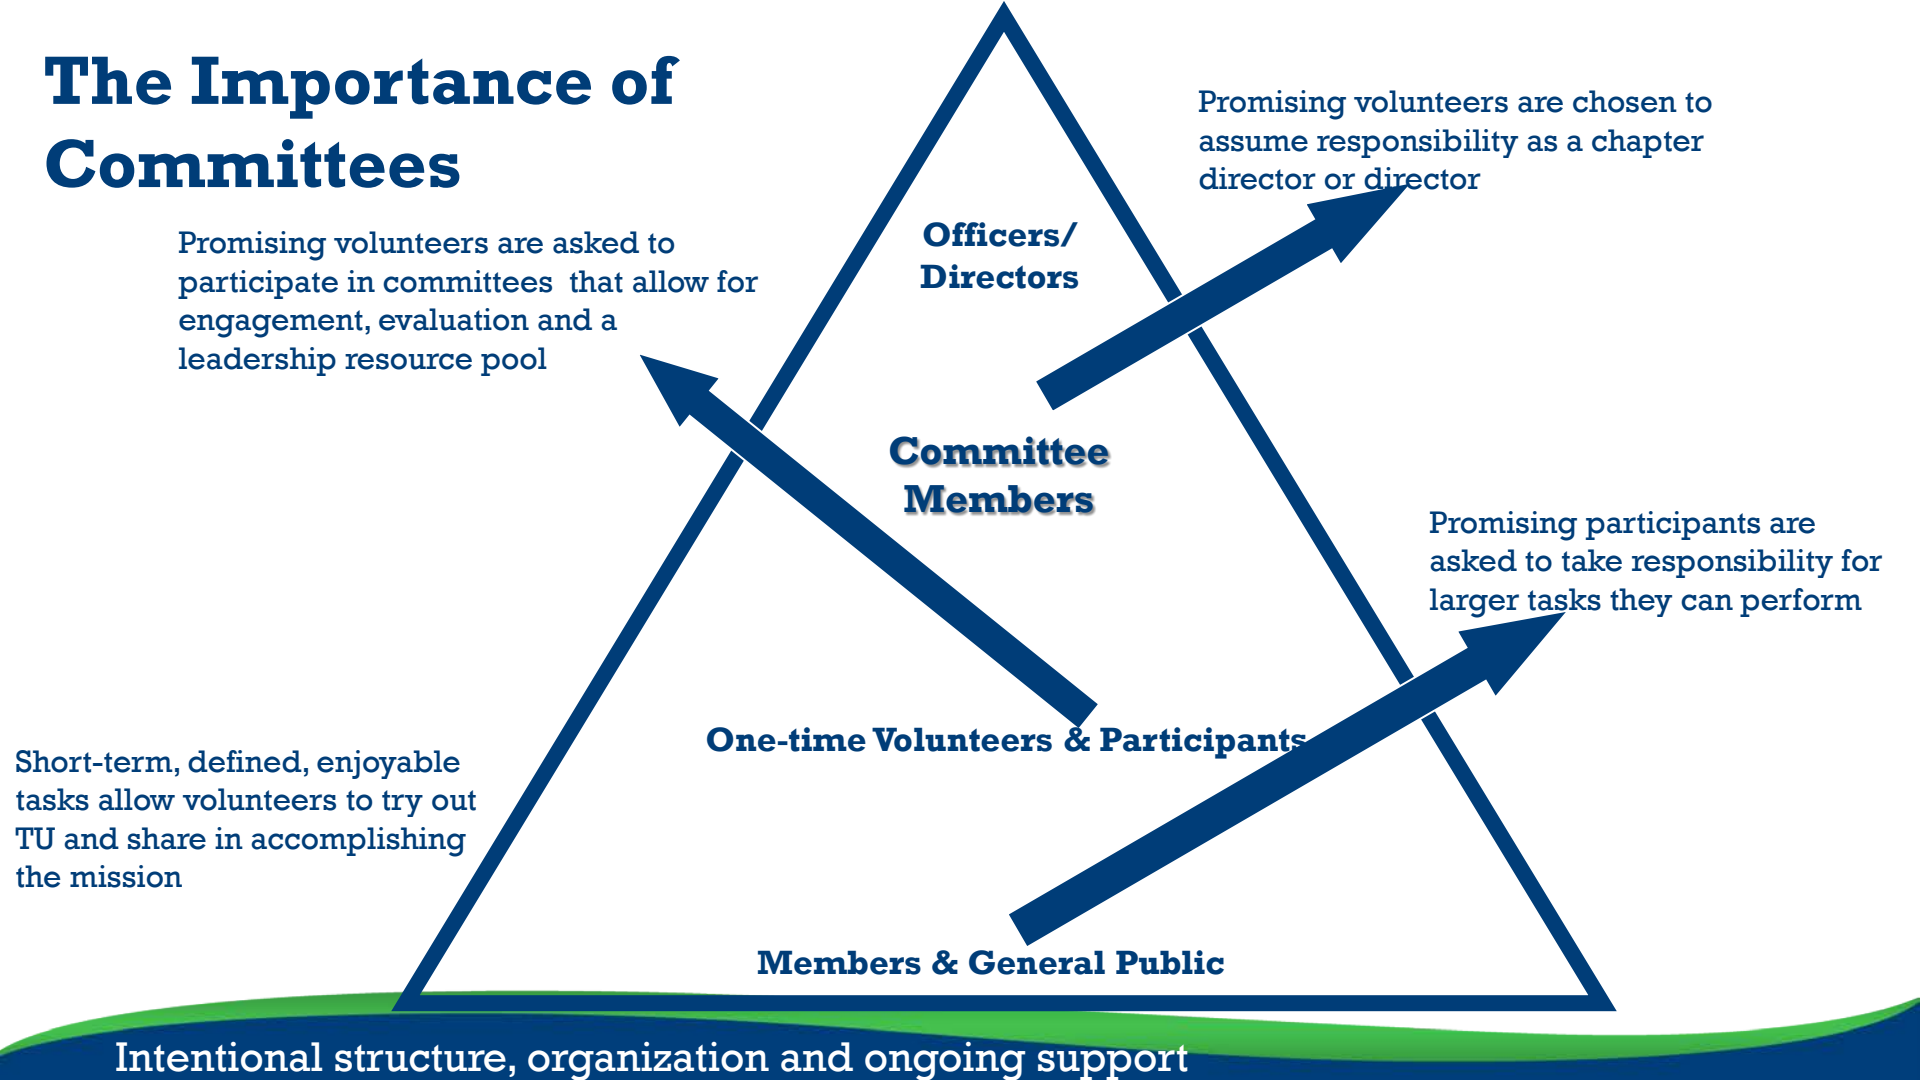 The Importance of
Committees
Promising volunteers are chosen to
assume responsibility as a chapter
director or director
Officers/
Directors
Promising volunteers are asked to
participate in committees  that allow for
engagement, evaluation and a
leadership resource pool
Committee
Members
Promising participants are
asked to take responsibility for
larger tasks they can perform
One-time Volunteers & Participants
Short-term, defined, enjoyable
tasks allow volunteers to try out
TU and share in accomplishing
the mission
Members & General Public
Intentional structure, organization and ongoing support